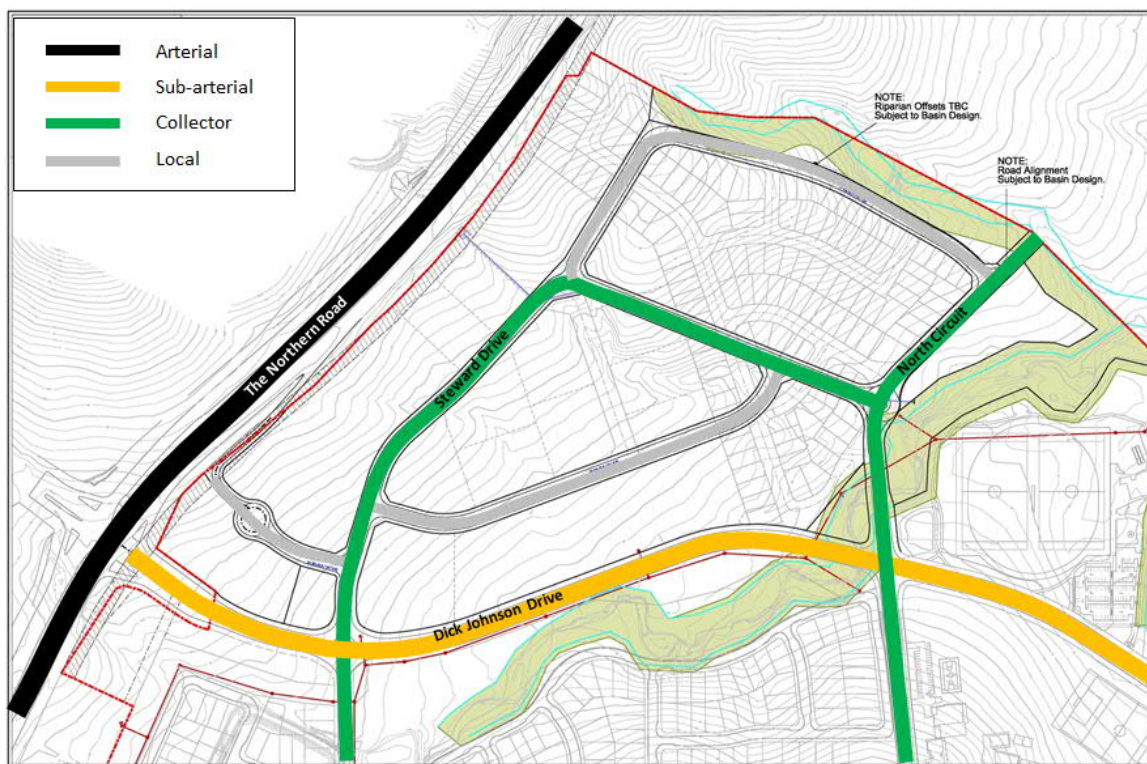 Arterial
Sub-arterial
Collector
Local
NOTE:
Riparian Offsets TBC
Subject to Basin Design.
NOTE:
Road Alignment
Subject to Basin Design.
The Northern Road
Steward Drive
North Circuit
Dick Johnson Drive